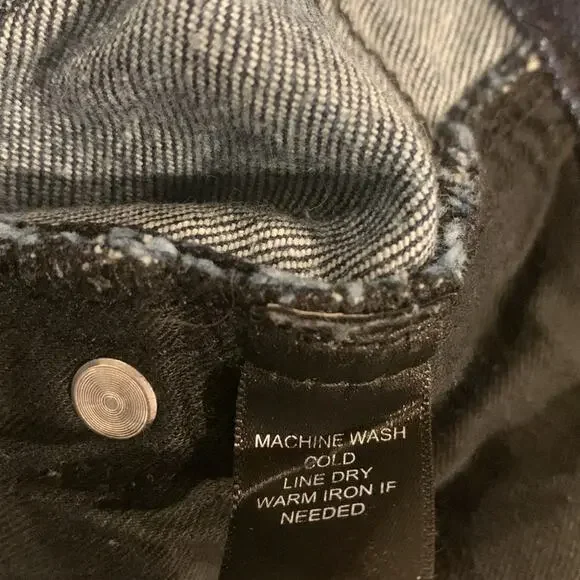 MACHINE WASH
COLD
LINE DRY
WARM IRON IF
NEEDED